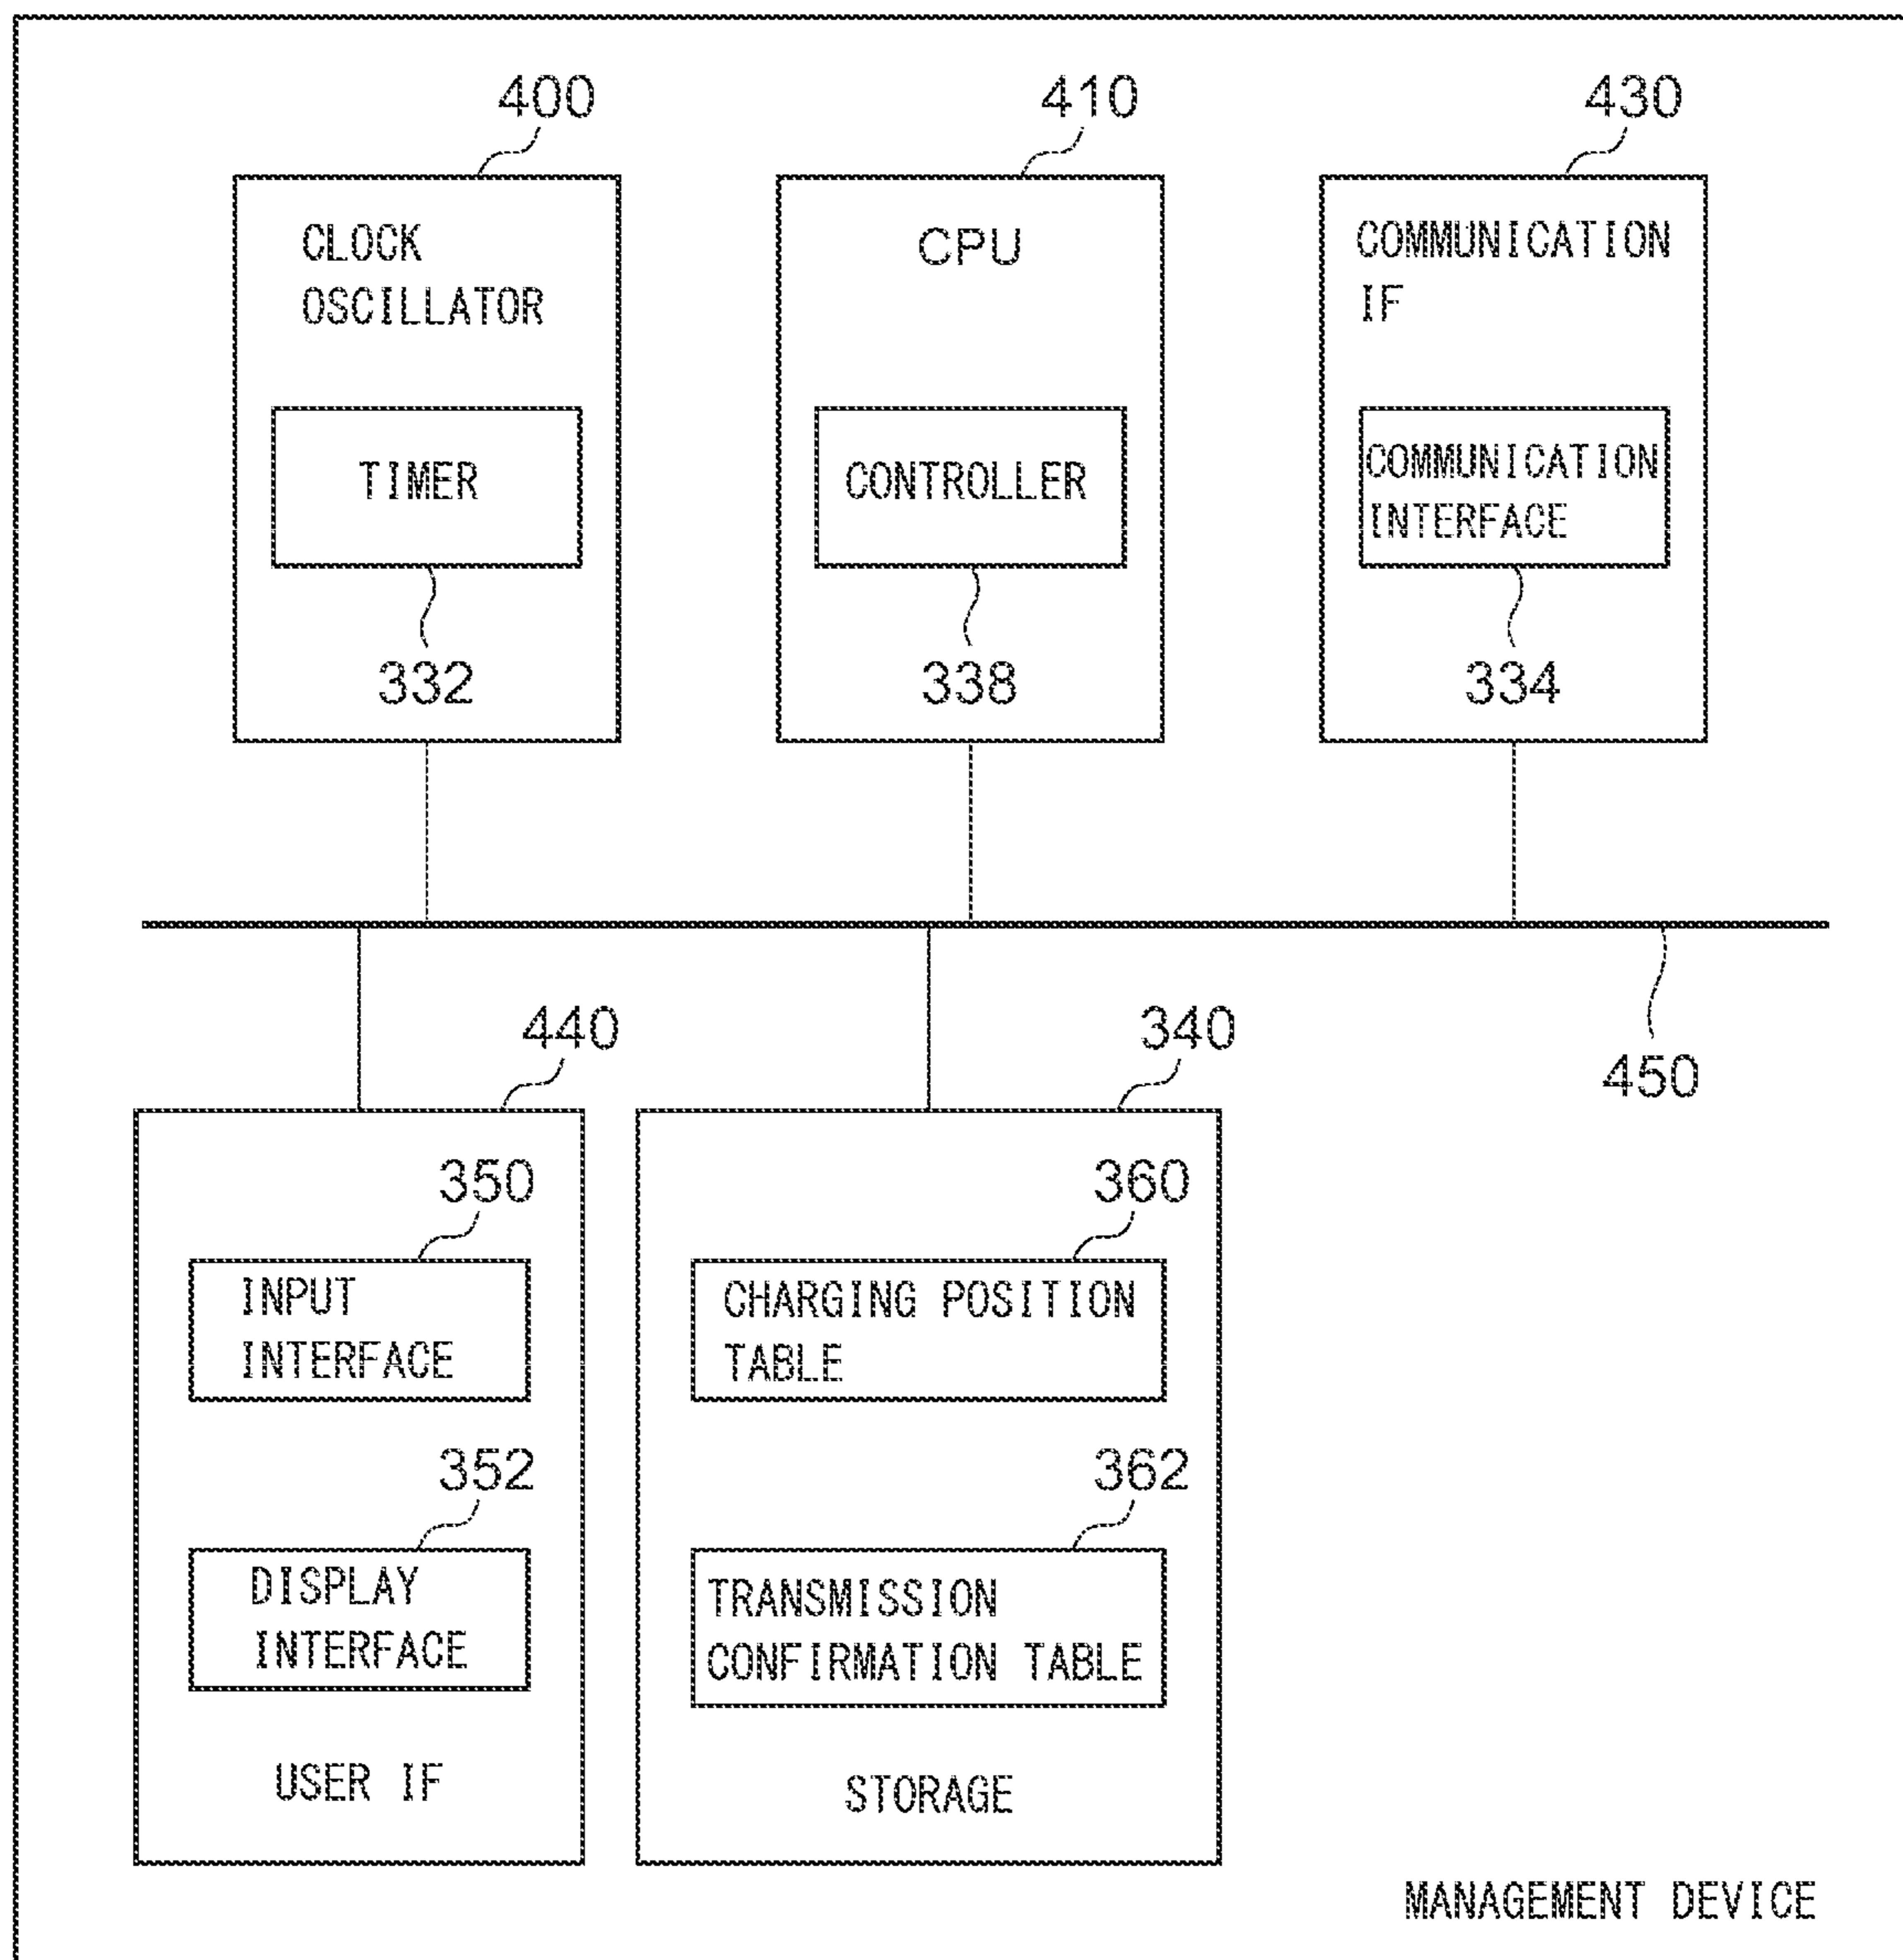 400
410
430
CLOCK
OSCILLATOR
CPU
COMMUNICATION
IF
TIMER
CONTROLLER
COMMUNICATION
INTERFACE
332
338
334
450
440
340
350
INPUT
INTERFACE
352
DISPLAY
INTERFACE
USER IF
360
CHARGING POSITION
TABLE
362
TRANSMISSION
CONFIRMATION TABLE
STORAGE
MANAGEMENT DEVICE